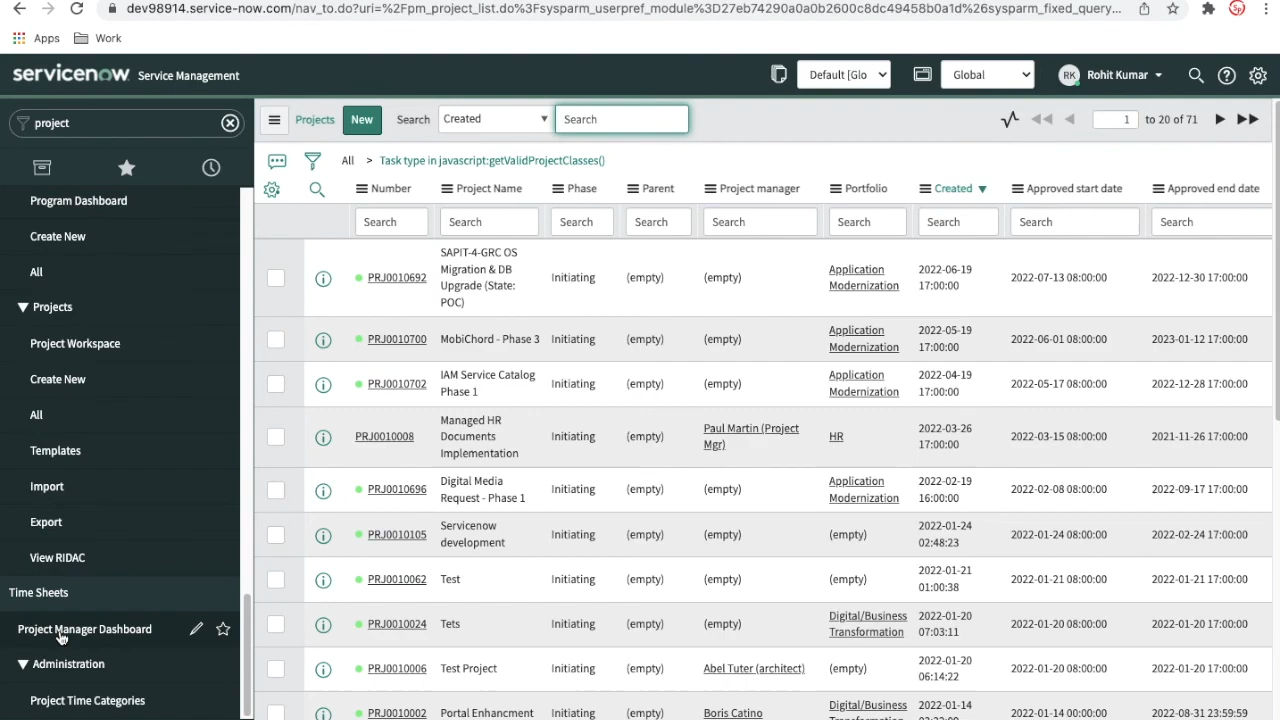 dev98914.service-now.com/nav_to.do?uri=%2Fpm_project_list.do%3Fsysparm_userpref_module%3D27eb74290a0a0b2600c8dc49458b0a1d%26sysparm_fixed_query...
Apps Work
servicenow Service Management
Default [Glo
Global
RK Rohit Kumar
project
Program Dashboard
Create New
All
Projects
Project Workspace
Create New
All
Templates
Import
Export
View RIDAC
Time Sheets
Project Manager Dashboard
Administration
Project Time Categories
Projects New Search Created Search 1 to 20 of 71
All > Task type in javascript:getValidProjectClasses()
Number Project Name Phase Parent Project manager Portfolio Created Approved start date Approved end date
Search Search Search Search Search Search Search Search Search
SAPIT-4-GRC OS
Migration & DB
Upgrade (State:
POC)
PRJ0010692 Initiating (empty) (empty)
Application
Modernization
2022-06-19
17:00:00
2022-07-13 08:00:00 2022-12-30 17:00:00
PRJ0010700 MobiChord - Phase 3 Initiating (empty) (empty)
Application
Modernization
2022-05-19
17:00:00
2022-06-01 08:00:00 2023-01-12 17:00:00
PRJ0010702
IAM Service Catalog
Phase 1
Initiating (empty) (empty)
Application
Modernization
2022-04-19
17:00:00
2022-05-17 08:00:00 2022-12-28 17:00:00
PRJ0010008
Managed HR
Documents
Implementation
Initiating (empty)
Paul Martin (Project
Mgr)
HR
2022-03-26
17:00:00
2022-03-15 08:00:00 2021-11-26 17:00:00
PRJ0010696
Digital Media
Request - Phase 1
Initiating (empty) (empty)
Application
Modernization
2022-02-19
16:00:00
2022-02-08 08:00:00 2022-09-17 17:00:00
PRJ0010105
Servicenow
development
Initiating (empty) (empty) (empty)
2022-01-24
02:48:23
2022-01-24 08:00:00 2022-02-24 17:00:00
PRJ0010062 Test Initiating (empty) (empty) (empty)
2022-01-21
01:00:38
2022-01-21 08:00:00 2022-01-21 17:00:00
PRJ0010024 Tets Initiating (empty) (empty)
Digital/Business
Transformation
2022-01-20
07:03:11
2022-01-20 08:00:00 2022-01-20 17:00:00
PRJ0010006 Test Project Initiating (empty) Abel Tuter (architect) (empty)
2022-01-20
06:14:22
2022-01-20 08:00:00 2022-01-20 17:00:00
PRJ0010002 Portal Enhancment Initiating (empty) Boris Catino
Digital/Business
2022-01-14
2022-01-14 00:00:00 2022-08-31 23:59:59